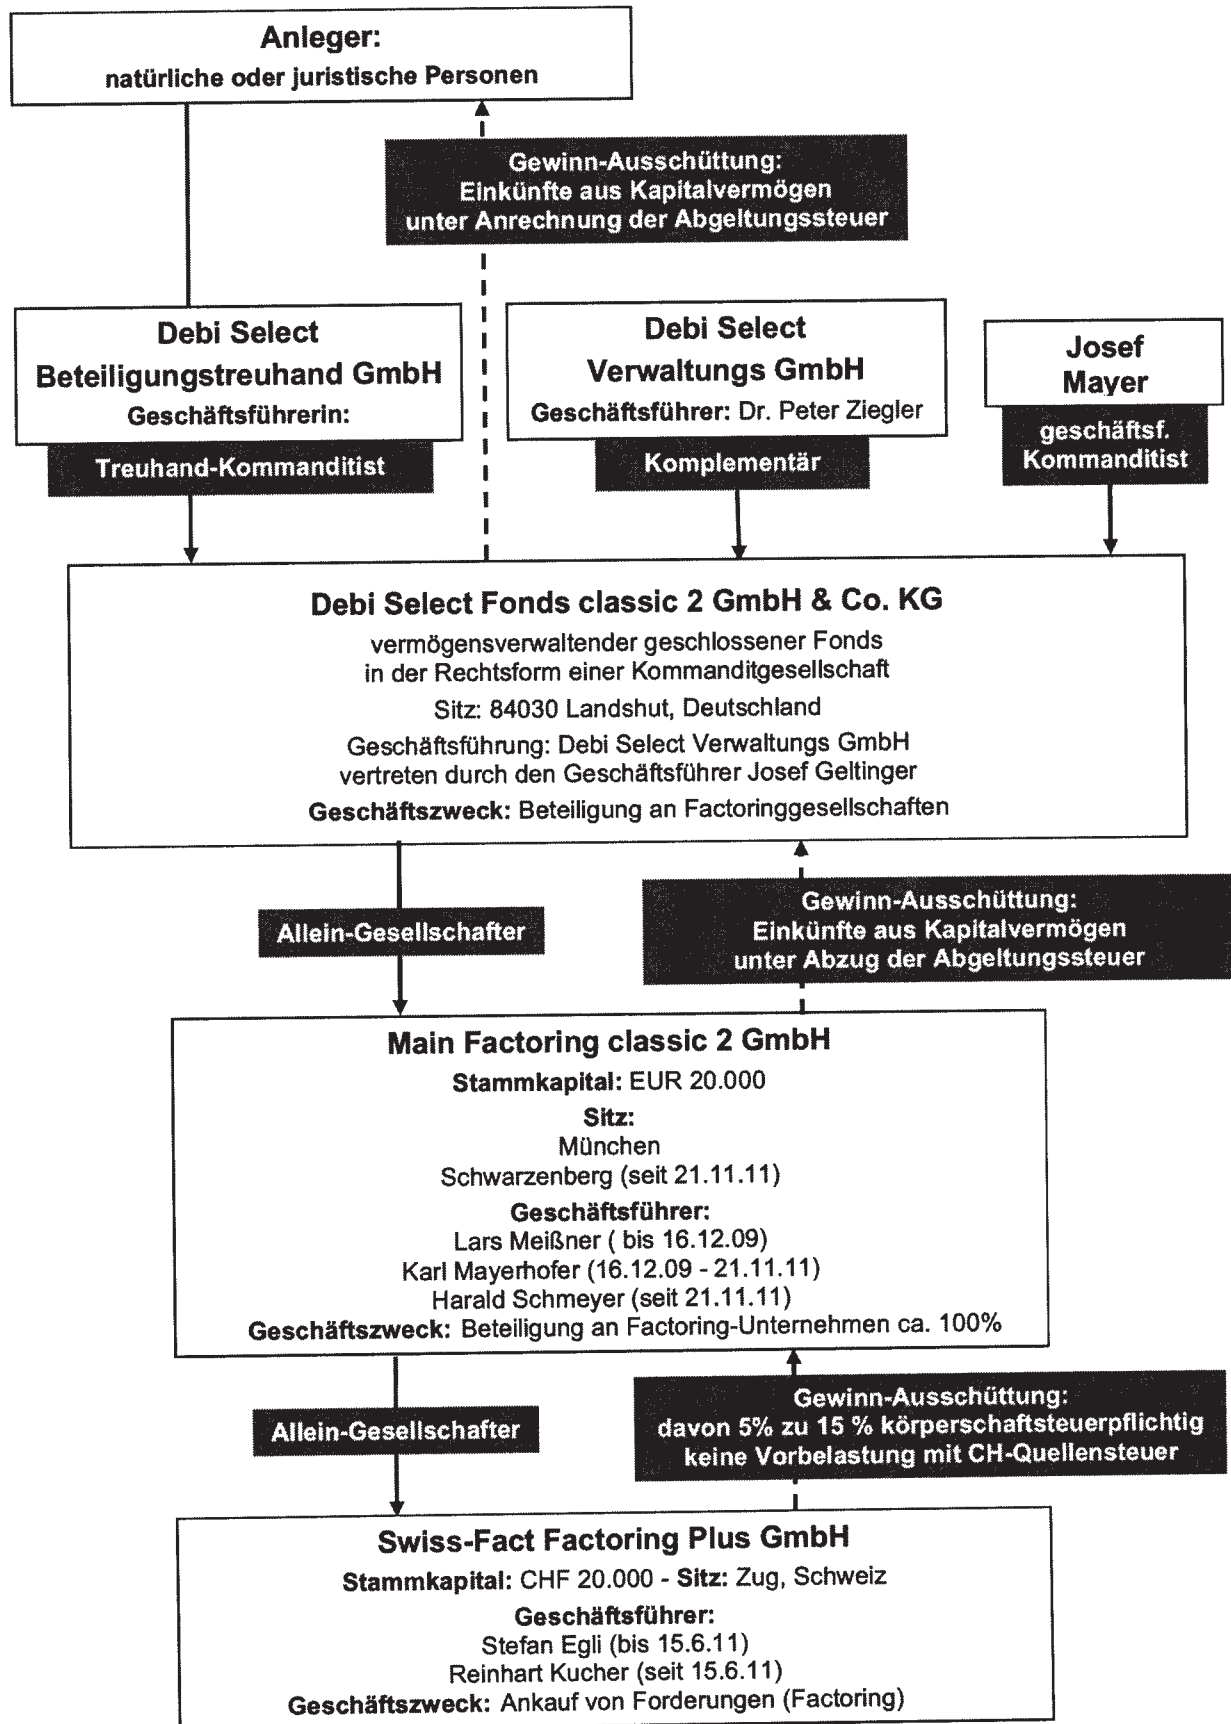 Anleger:
natürliche oder juristische Personen
Gewinn-Ausschüttung:
Einkünfte aus Kapitalvermögen
unter Anrechnung der Abgeltungssteuer
Debi Select
Beteiligungstreuhand GmbH
Geschäftsführerin:
Treuhand-Kommanditist
Debi Select
Verwaltungs GmbH
Geschäftsführer: Dr. Peter Ziegler
Komplementär
Josef
Mayer
geschäftsf.
Kommanditist
Debi Select Fonds classic 2 GmbH & Co. KG
vermögensverwaltender geschlossener Fonds
in der Rechtsform einer Kommanditgesellschaft
Sitz: 84030 Landshut, Deutschland
Geschäftsführung: Debi Select Verwaltungs GmbH
vertreten durch den Geschäftsführer Josef Geltinger
Geschäftszweck: Beteiligung an Factoringgesellschaften
Allein-Gesellschafter
Gewinn-Ausschüttung:
Einkünfte aus Kapitalvermögen
unter Abzug der Abgeltungssteuer
Main Factoring classic 2 GmbH
Stammkapital: EUR 20.000
Sitz:
München
Schwarzenberg (seit 21.11.11)
Geschäftsführer:
Lars Meißner ( bis 16.12.09)
Karl Mayerhofer (16.12.09 - 21.11.11)
Harald Schmeyer (seit 21.11.11)
Geschäftszweck: Beteiligung an Factoring-Unternehmen ca. 100%
Allein-Gesellschafter
Gewinn-Ausschüttung:
davon 5% zu 15 % körperschaftsteuerpflichtig
keine Vorbelastung mit CH-Quellensteuer
Swiss-Fact Factoring Plus GmbH
Stammkapital: CHF 20.000 - Sitz: Zug, Schweiz
Geschäftsführer:
Stefan Egli (bis 15.6.11)
Reinhart Kucher (seit 15.6.11)
Geschäftszweck: Ankauf von Forderungen (Factoring)